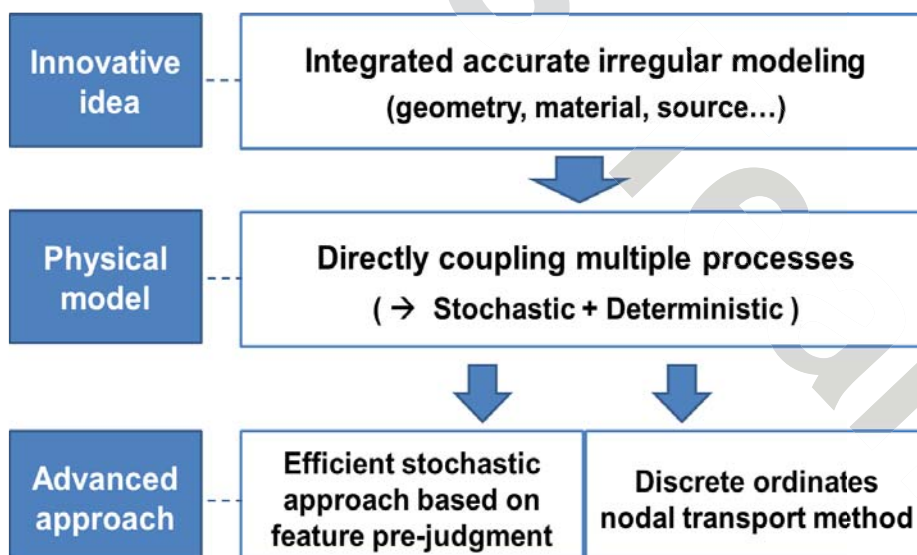 Innovative
idea
Integrated accurate irregular modeling
(geometry, material, source...)
Physical
model
Directly coupling multiple processes
( → Stochastic + Deterministic )
Advanced
approach
Efficient stochastic
approach based on
feature pre-judgment
Discrete ordinates
nodal transport method